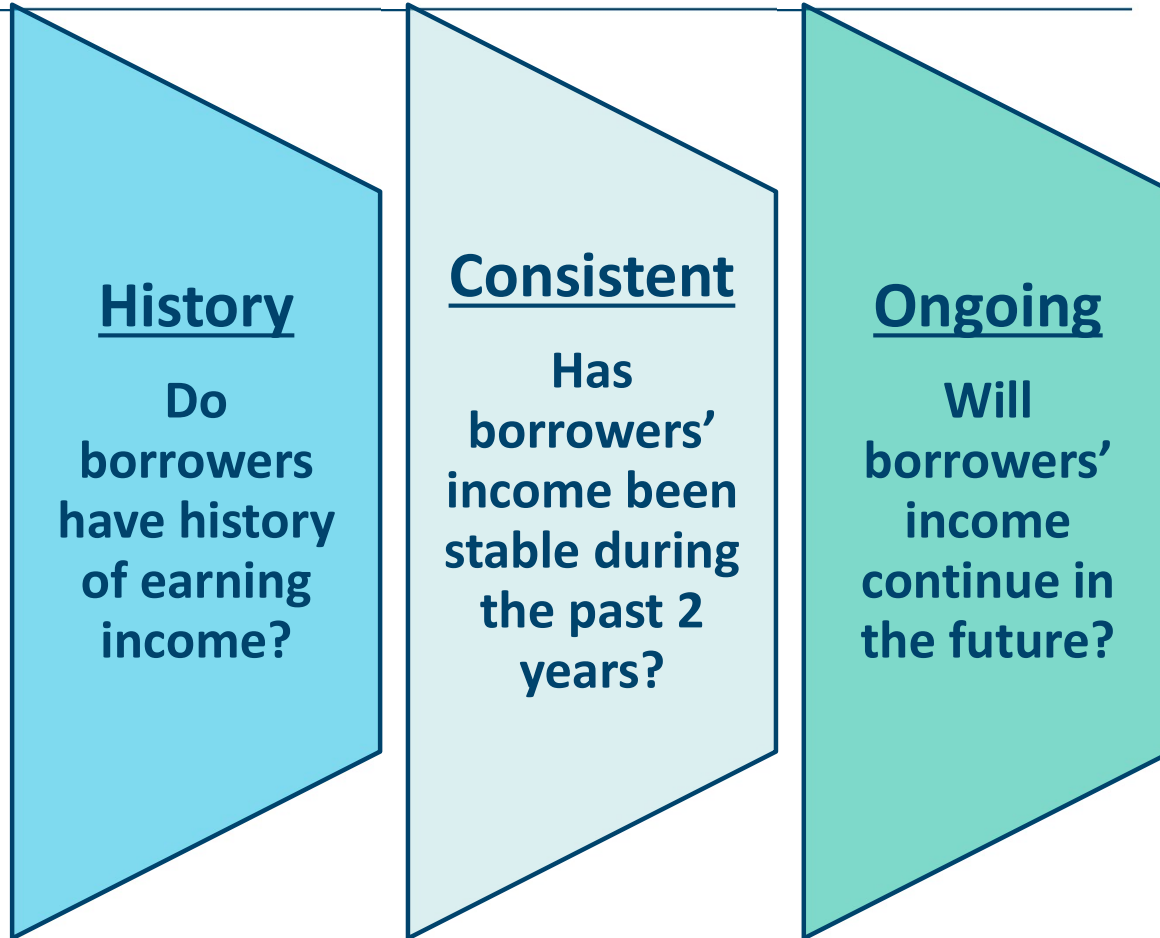 History
Do
borrowers
have history
of earning
income?
Consistent
Has
borrowers’
income been
stable during
the past 2
years?
Ongoing
Will
borrowers’
income
continue in
the future?